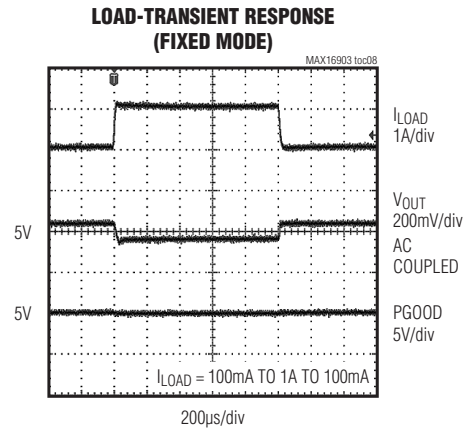 LOAD-TRANSIENT RESPONSE
(FIXED MODE)
MAX16903 toc08
T
ILOAD
1A/div
VOUT
200mV/div
5V
AC
COUPLED
5V
PGOOD
5V/div
ILOAD = 100mA TO 1A TO 100mA
200µs/div